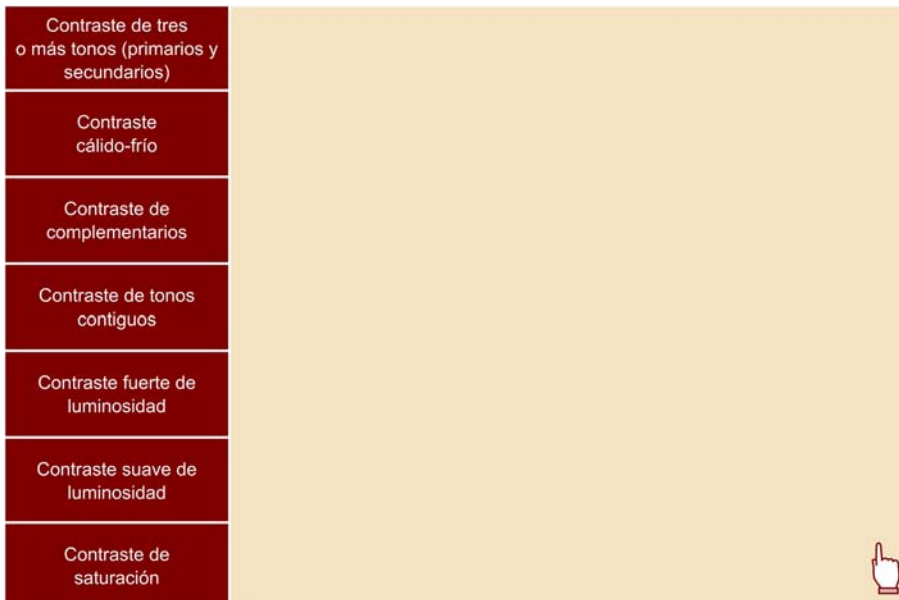 Contraste de tres
o más tonos (primarios y
secundarios)
Contraste
cálido-frío
Contraste de
complementarios
Contraste de tonos
contiguos
Contraste fuerte de
luminosidad
Contraste suave de
luminosidad
Contraste de
saturación